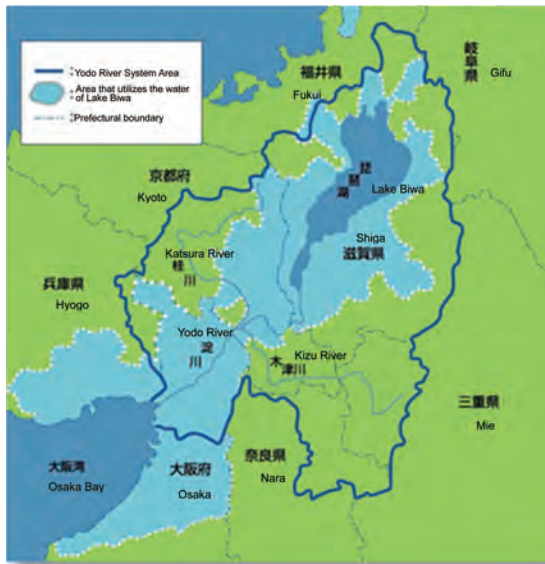 Yodo River System Area
Area that utilizes the water
of Lake Biwa
Prefectural boundary
福井県
Fukui
岐阜県
Gifu
京都府
Kyoto
琵琶湖
Lake Biwa
Shiga
滋賀県
Katsura River
桂川
兵庫県
Hyogo
Yodo River
淀川
Kizu River
木津川
三重県
Mie
大阪湾
Osaka Bay
大阪府
Osaka
奈良県
Nara